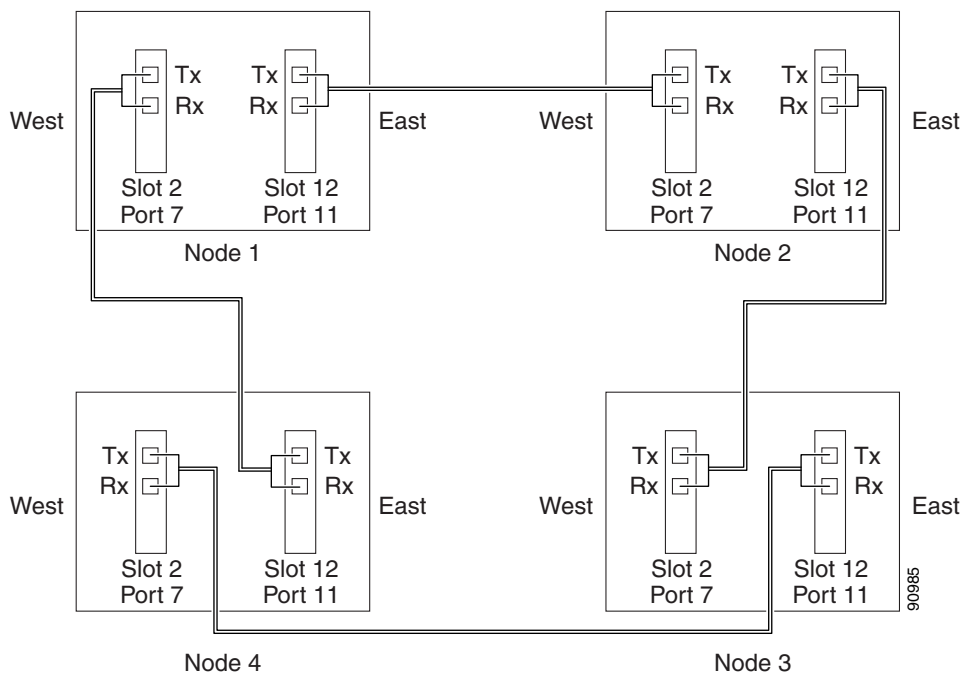 Tx Tx Tx Tx
Rx Rx Rx Rx
West East West East
Slot 2 Slot 12 Slot 2 Slot 12
Port 7 Port 11 Port 7 Port 11
Node 1 Node 2
Tx Tx Tx Tx
Rx Rx Rx Rx
West East West East
Slot 2 Slot 12 Slot 2 Slot 12
Port 7 Port 11 Port 7 Port 11
90985
Node 4 Node 3